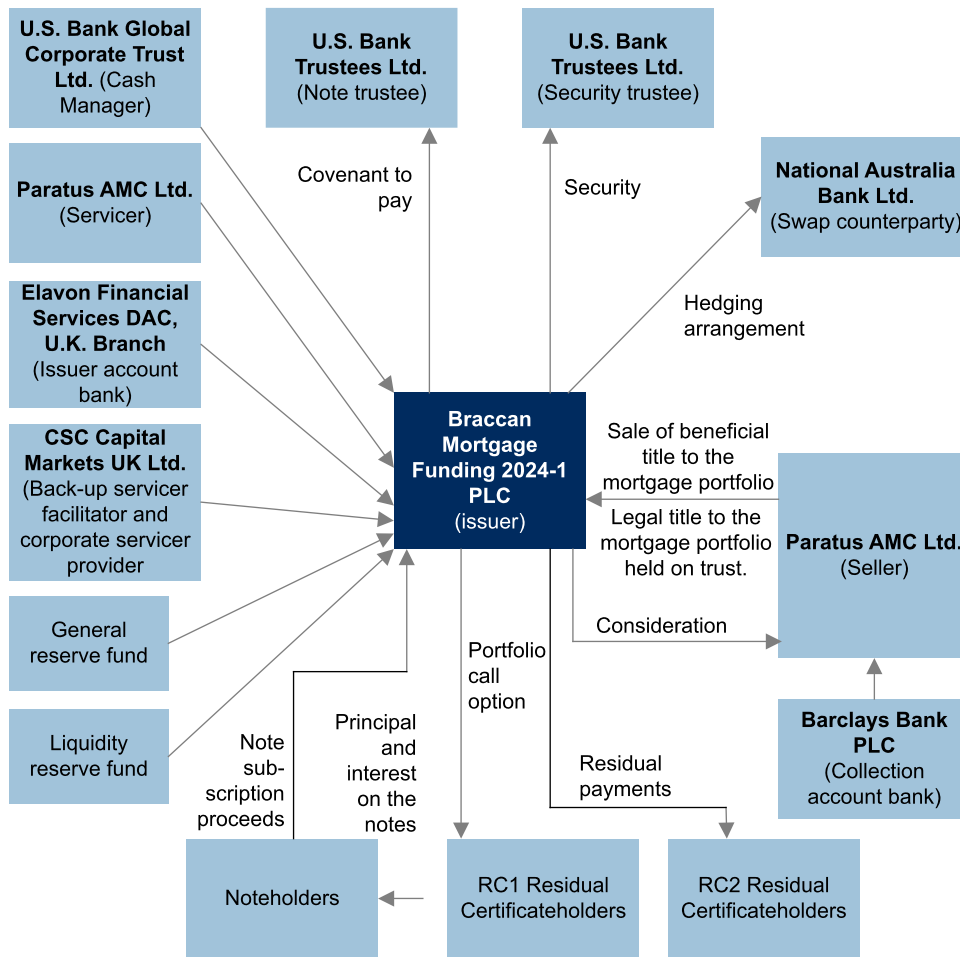 U.S. Bank Global
Corporate Trust
Ltd. (Cash
Manager)
U.S. Bank
Trustees Ltd.
(Note trustee)
U.S. Bank
Trustees Ltd.
(Security trustee)
Paratus AMC Ltd.
(Servicer)
Covenant to
pay
Security
National Australia
Bank Ltd.
(Swap counterparty)
Elavon Financial
Services DAC,
U.K. Branch
(Issuer account
bank)
Hedging
arrangement
CSC Capital
Markets UK Ltd.
(Back-up servicer
facilitator and
corporate servicer
provider
Braccan
Mortgage
Funding 2024-1
PLC
(issuer)
Sale of beneficial
title to the
mortgage portfolio
Legal title to the
mortgage portfolio
held on trust.
Paratus AMC Ltd.
(Seller)
General
reserve fund
Consideration
Portfolio
call
option
Liquidity
reserve fund
Note
sub-
scription
proceeds
Principal
and
interest
on the
notes
Residual
payments
Barclays Bank
PLC
(Collection
account bank)
Noteholders
RC1 Residual
Certificateholders
RC2 Residual
Certificateholders